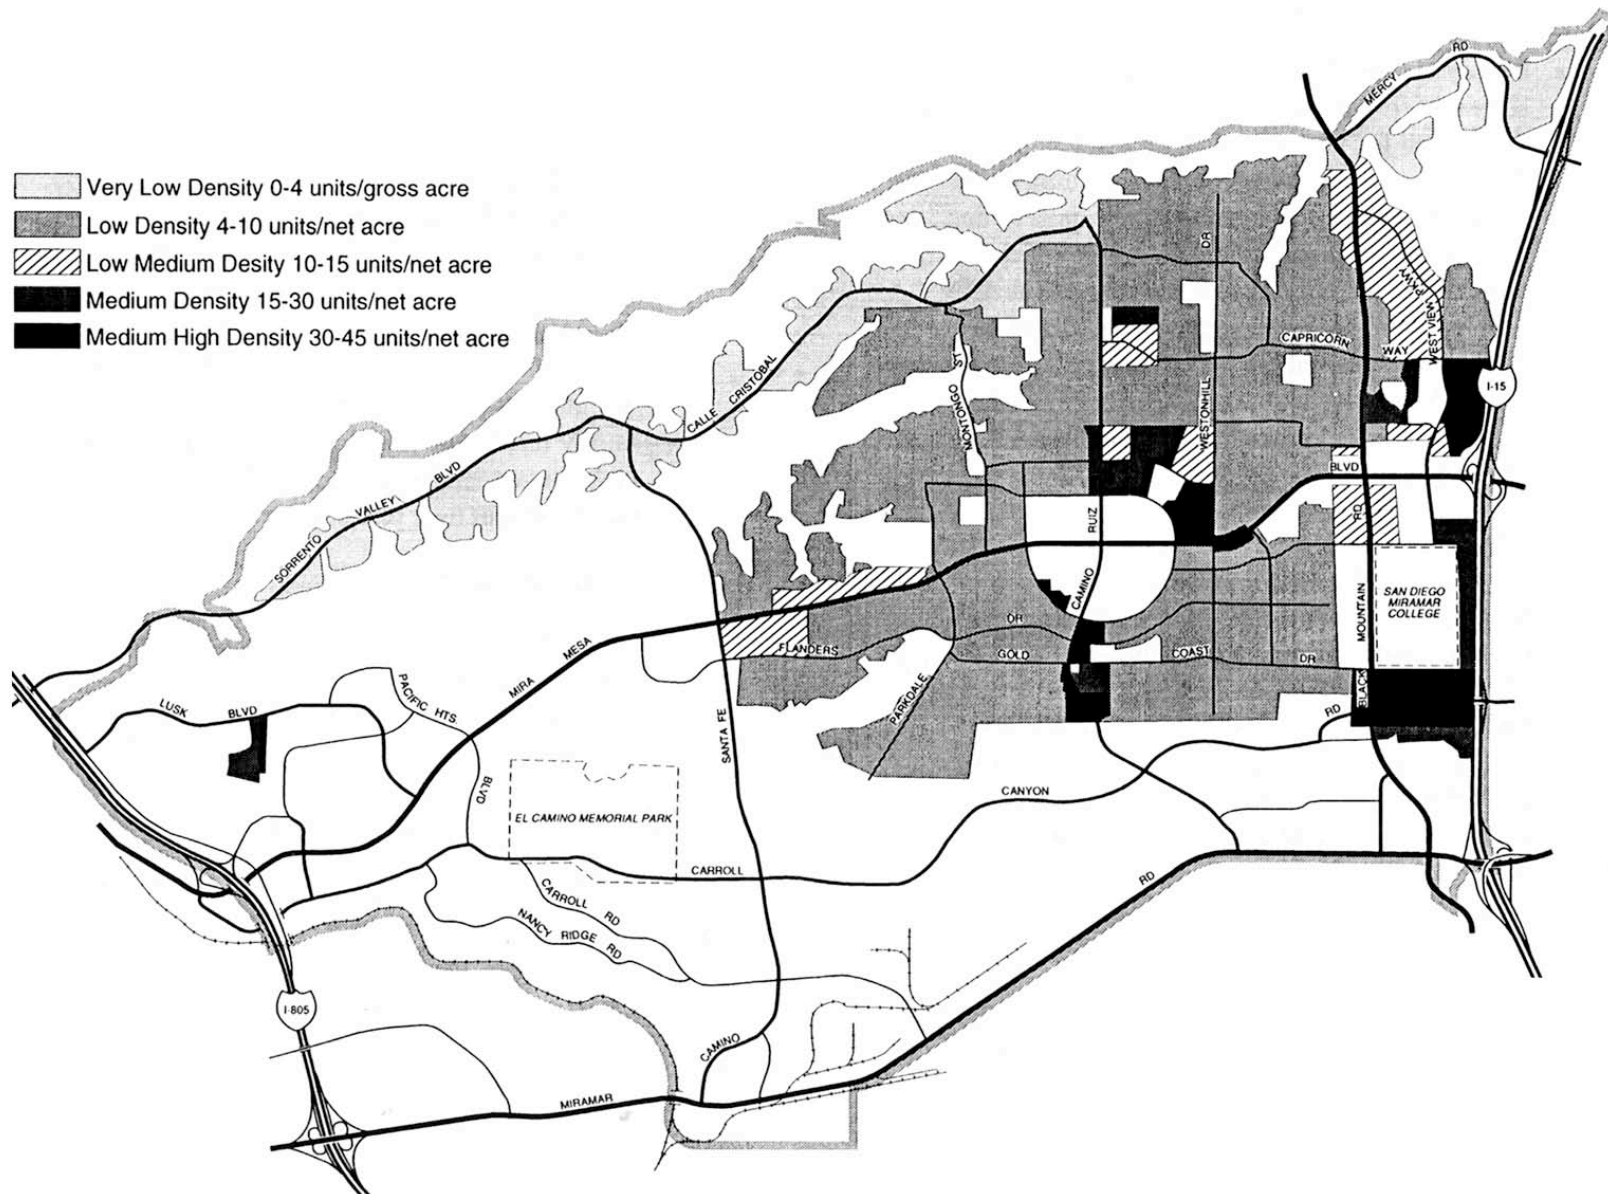 Very Low Density 0-4 units/gross acre
Low Density 4-10 units/net acre
Low Medium Desity 10-15 units/net acre
Medium Density 15-30 units/net acre
Medium High Density 30-45 units/net acre
MERCY
RD
DR
WESTVIEW PKWY
CAPRICORN
WAY
I-15
CALLE CRISTOBAL
MONTONGO
ST
WESTONHILL
SORRENTO
VALLEY
BLVD
BLVD
RUIZ
CAMINO
RD
MOUNTAIN
BLACK
SAN DIEGO
MIRAMAR
COLLEGE
MIRA
MESA
FLANDERS
DR
GOLD
COAST
DR
PARKDALE
LUSK
BLVD
PACIFIC HTS
BLVD
SANTA FE
CAMINO
RD
CANYON
CARROLL
EL CAMINO MEMORIAL PARK
CARROLL RD
NANCY RIDGE RD
RD
MIRAMAR
I-805